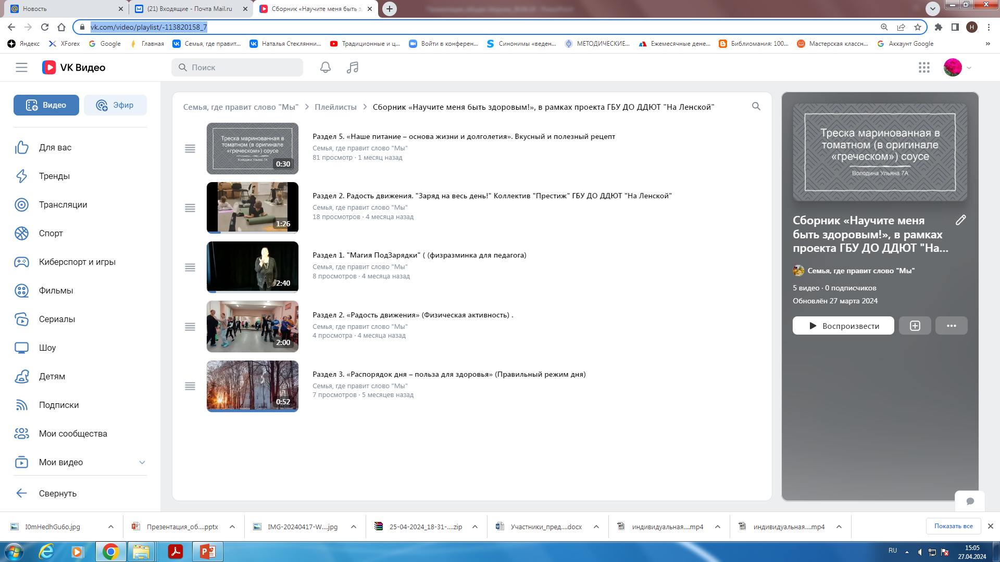 Новость
(21) Входящие - Почта Mail.ru
Сборник «Научите меня быть з
vk.com/video/playlist/-113820158_7
Н
Яндекс
XForex
Google
Главная
Семья, где правит...
Наталья Стеклянни...
Традиционные и ц...
Войти в конферен...
Синонимы «веден...
МЕТОДИЧЕСКИЕ...
Ежемесячные дене...
Библиомания: 100...
Мастерская классн...
Аккаунт Google
VK Видео
Поиск
Видео
Эфир
Для вас
Тренды
Трансляции
Спорт
Киберспорт и игры
Фильмы
Сериалы
Шоу
Детям
Подписки
Мои сообщества
Мои видео
Свернуть
Семья, где правит слово "Мы"
Плейлисты
Сборник «Научите меня быть здоровым!», в рамках проекта ГБУ ДО ДДЮТ "На Ленской"
Треска маринованная в
томатном (в оригинале
«греческом») соусе
Володина Ульяна 7А
0:30
Раздел 5. «Наше питание – основа жизни и долголетия». Вкусный и полезный рецепт
Семья, где правит слово "Мы"
81 просмотр · 1 месяц назад
1:26
Раздел 2. Радость движения. "Заряд на весь день!" Коллектив "Престиж" ГБУ ДО ДДЮТ "На Ленской"
Семья, где правит слово "Мы"
18 просмотров · 4 месяца назад
2:40
Раздел 1. "Магия ПодЗарядки" ( (физразминка для педагога)
Семья, где правит слово "Мы"
8 просмотров · 4 месяца назад
2:00
Раздел 2. «Радость движения» (Физическая активность) .
Семья, где правит слово "Мы"
4 просмотра · 4 месяца назад
0:52
Раздел 3. «Распорядок дня – польза для здоровья» (Правильный режим дня)
Семья, где правит слово "Мы"
7 просмотров · 5 месяцев назад
Треска маринованная в
томатном (в оригинале
«греческом») соусе
Володина Ульяна 7А
Сборник «Научите меня
быть здоровым!», в рамках
проекта ГБУ ДО ДДЮТ "На...
Семья, где правит слово "Мы"
5 видео · 0 подписчиков
Обновлён 27 марта 2024
Воспроизвести
I0mHedhGu6o.jpg
Презентация_об....pptx
IMG-20240417-W....jpg
25-04-2024_18-31-....zip
Участники_пред....docx
индивидуальная....mp4
индивидуальная....mp4
Показать все
RU
15:05
27.04.2024